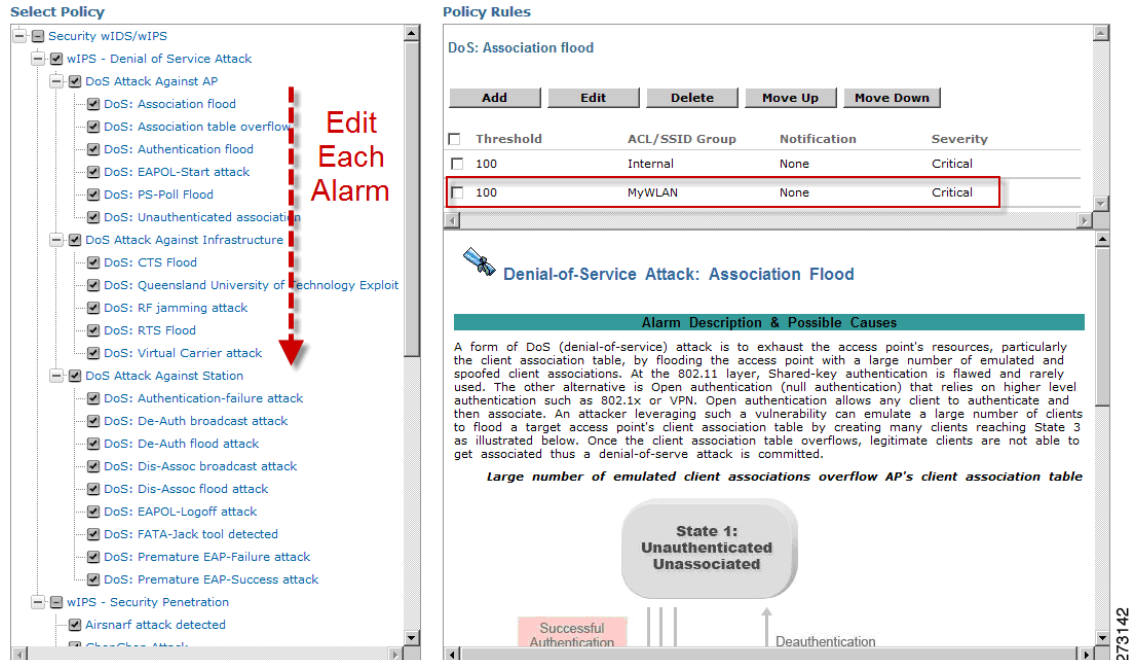 Select Policy
Security wIDS/wIPS
wIPS - Denial of Service Attack
DoS Attack Against AP
DoS: Association flood
DoS: Association table overflow
DoS: Authentication flood
DoS: EAPOL-Start attack
DoS: PS-Poll Flood
DoS: Unauthenticated association
DoS Attack Against Infrastructure
DoS: CTS Flood
DoS: Queensland University of Technology Exploit
DoS: RF jamming attack
DoS: RTS Flood
DoS: Virtual Carrier attack
DoS Attack Against Station
DoS: Authentication-failure attack
DoS: De-Auth broadcast attack
DoS: De-Auth flood attack
DoS: Dis-Assoc broadcast attack
DoS: Dis-Assoc flood attack
DoS: EAPOL-Logoff attack
DoS: FATA-Jack tool detected
DoS: Premature EAP-Failure attack
DoS: Premature EAP-Success attack
wIPS - Security Penetration
Airsnarf attack detected
ChopChop Attack
Edit
Each
Alarm
Policy Rules
DoS: Association flood
Add Edit Delete Move Up Move Down
Threshold ACL/SSID Group Notification Severity
100 Internal None Critical
100 MyWLAN None Critical
Denial-of-Service Attack: Association Flood
Alarm Description & Possible Causes
A form of DoS (denial-of-service) attack is to exhaust the access point's resources, particularly
the client association table, by flooding the access point with a large number of emulated and
spoofed client associations. At the 802.11 layer, Shared-key authentication is flawed and rarely
used. The other alternative is Open authentication (null authentication) that relies on higher level
authentication such as 802.1x or VPN. Open authentication allows any client to authenticate and
then associate. An attacker leveraging such a vulnerability can emulate a large number of clients
to flood a target access point's client association table by creating many clients reaching State 3
as illustrated below. Once the client association table overflows, legitimate clients are not able to
get associated thus a denial-of-serve attack is committed.
Large number of emulated client associations overflow AP's client association table
State 1:
Unauthenticated
Unassociated
Successful
Authentication
Deauthentication
273142